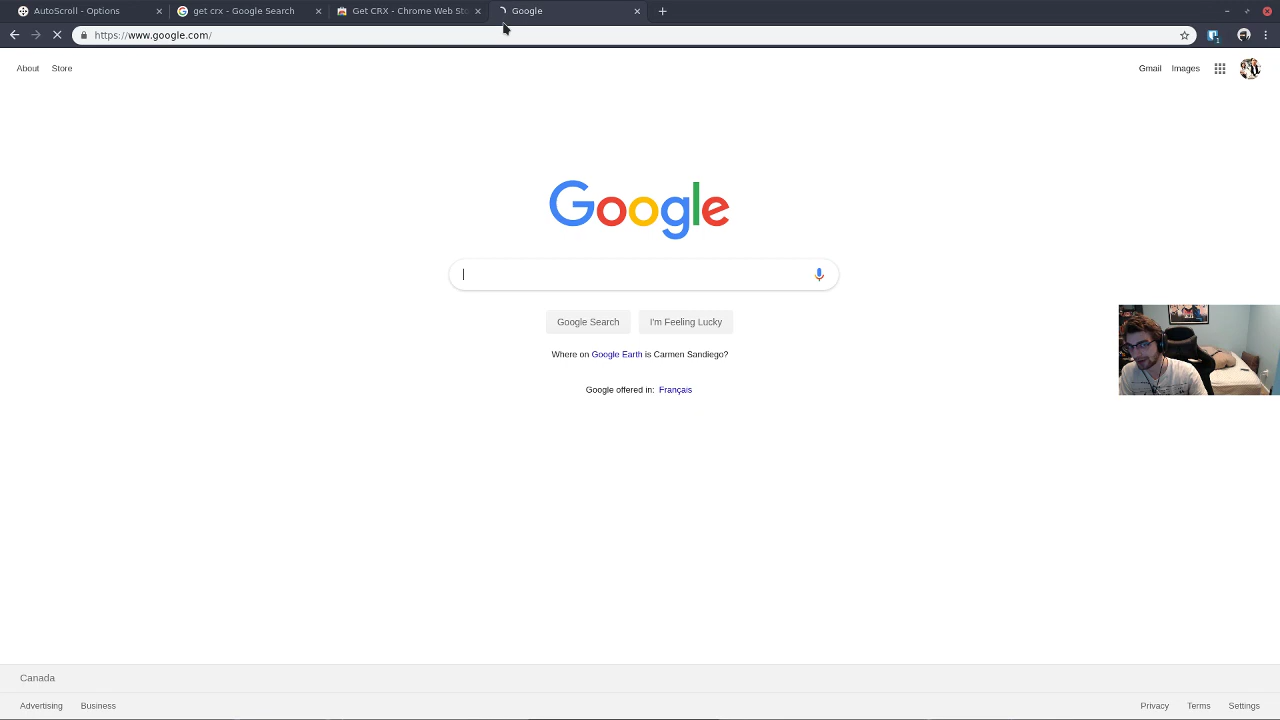 AutoScroll - Options
get crx - Google Search
Get CRX - Chrome Web Sto
Google
https://www.google.com/
1
About
Store
Gmail
Images
Google
Google Search
I'm Feeling Lucky
Where on Google Earth is Carmen Sandiego?
Google offered in: Français
Canada
Advertising
Business
Privacy
Terms
Settings